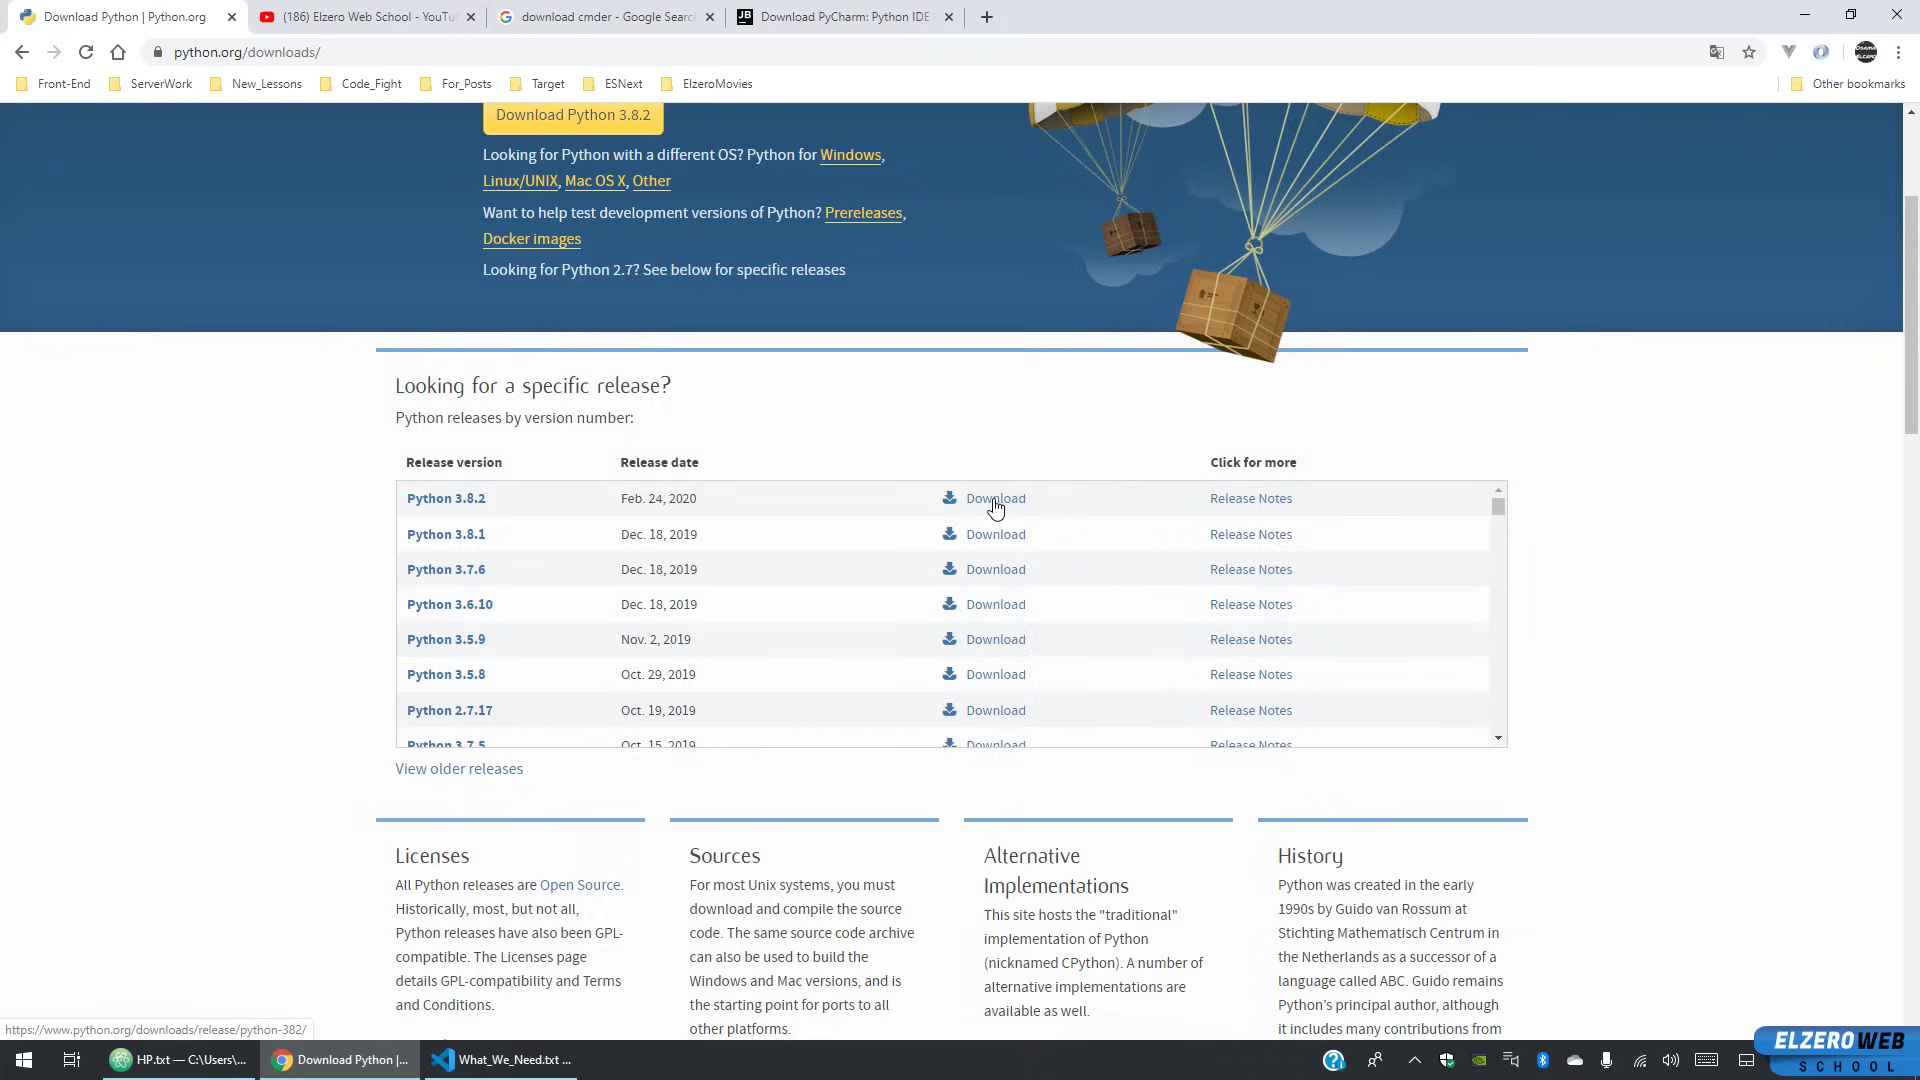 Download Python | Python.org
(186) Elzero Web School - YouTu
download cmder - Google Searc
Download PyCharm: Python IDE
python.org/downloads/
Front-End
ServerWork
New_Lessons
Code_Fight
For_Posts
Target
ESNext
ElzeroMovies
Other bookmarks
Download Python 3.8.2
Looking for Python with a different OS? Python for Windows,
Linux/UNIX, Mac OS X, Other
Want to help test development versions of Python? Prereleases,
Docker images
Looking for Python 2.7? See below for specific releases
Looking for a specific release?
Python releases by version number:
Release version Release date Click for more
Python 3.8.2 Feb. 24, 2020 Download Release Notes
Python 3.8.1 Dec. 18, 2019 Download Release Notes
Python 3.7.6 Dec. 18, 2019 Download Release Notes
Python 3.6.10 Dec. 18, 2019 Download Release Notes
Python 3.5.9 Nov. 2, 2019 Download Release Notes
Python 3.5.8 Oct. 29, 2019 Download Release Notes
Python 2.7.17 Oct. 19, 2019 Download Release Notes
Python 3.7.5 Oct. 15, 2019 Download Release Notes
View older releases
Licenses
All Python releases are Open Source.
Historically, most, but not all,
Python releases have also been GPL-
compatible. The Licenses page
details GPL-compatibility and Terms
and Conditions.
Sources
For most Unix systems, you must
download and compile the source
code. The same source code archive
can also be used to build the
Windows and Mac versions, and is
the starting point for ports to all
other platforms.
Alternative
Implementations
This site hosts the "traditional"
implementation of Python
(nicknamed CPython). A number of
alternative implementations are
available as well.
History
Python was created in the early
1990s by Guido van Rossum at
Stichting Mathematisch Centrum in
the Netherlands as a successor of a
language called ABC. Guido remains
Python's principal author, although
it includes many contributions from
https://www.python.org/downloads/release/python-382/
HP.txt — C:\Users\...
Download Python |...
What_We_Need.txt ...
ELZEROWEB
SCHOOL